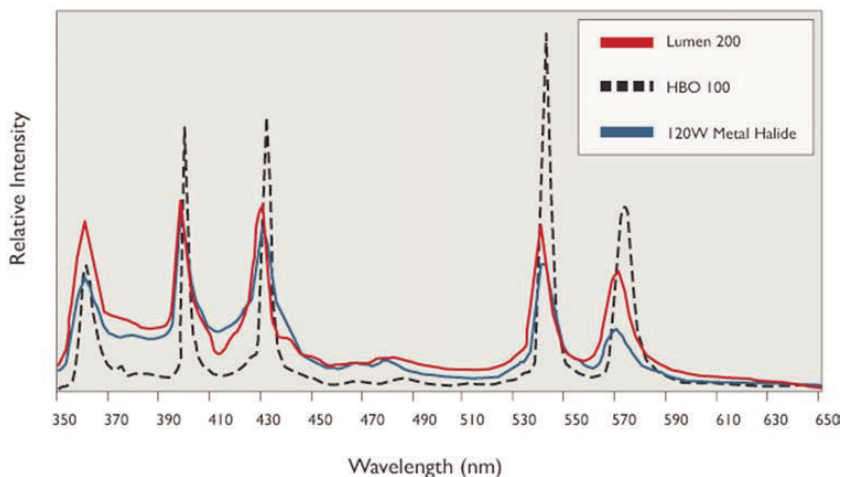 Relative Intensity
Lumen 200
HBO 100
120W Metal Halide
350 370 390 410 430 450 470 490 510 530 550 570 590 610 630 650
Wavelength (nm)